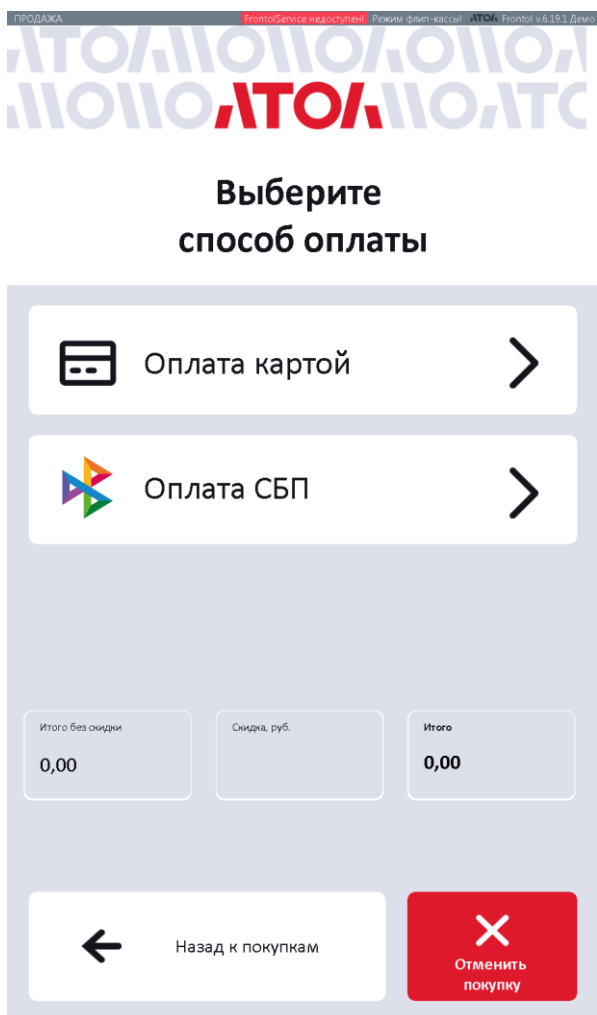 ПРОДАЖА FrontolService недоступен! Режим флип-кассы! АТОЛ Frontol v.6.19.1 Демо
АТОЛ
Выберите
способ оплаты
Оплата картой
Оплата СБП
Итого без скидки Скидка, руб. Итого
0,00 0,00
Назад к покупкам
Отменить
покупку